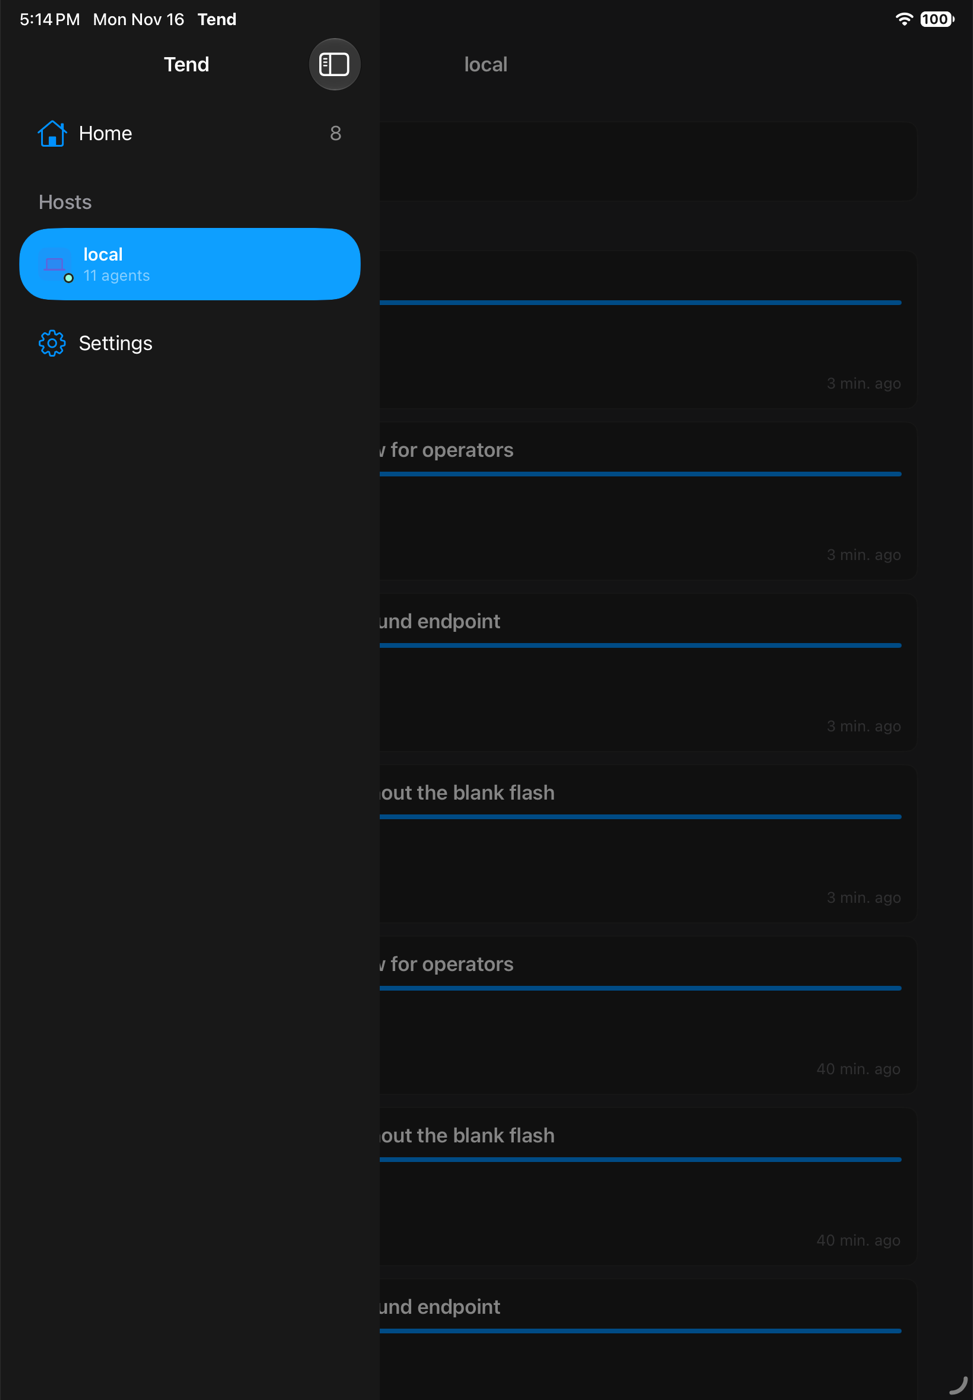 5:14 PM Mon Nov 16 Tend
100
Tend
local
Home 8
Hosts
local
11 agents
Settings
3 min. ago
for operators
3 min. ago
und endpoint
3 min. ago
out the blank flash
3 min. ago
for operators
40 min. ago
out the blank flash
40 min. ago
und endpoint